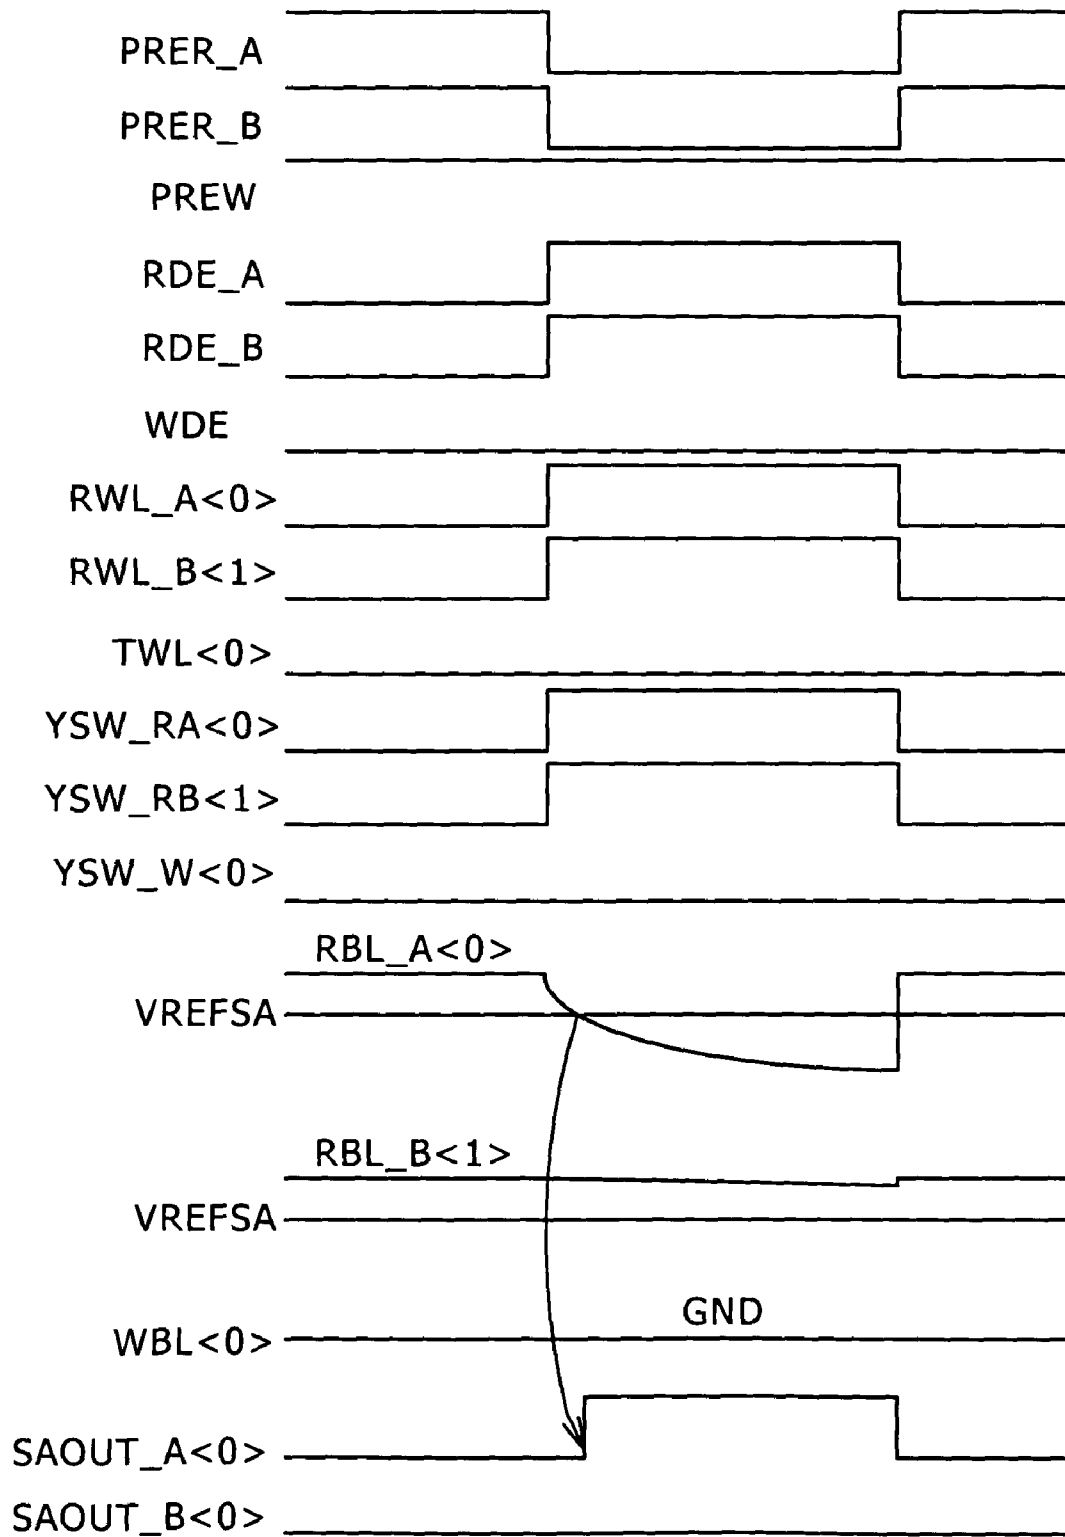 PRER_A
PRER_B
PREW
RDE_A
RDE_B
WDE
RWL_A<0>
RWL_B<1>
TWL<0>
YSW_RA<0>
YSW_RB<1>
YSW_W<0>
RBL_A<0>
VREFSA
RBL_B<1>
VREFSA
GND
WBL<0>
SAOUT_A<0>
SAOUT_B<0>